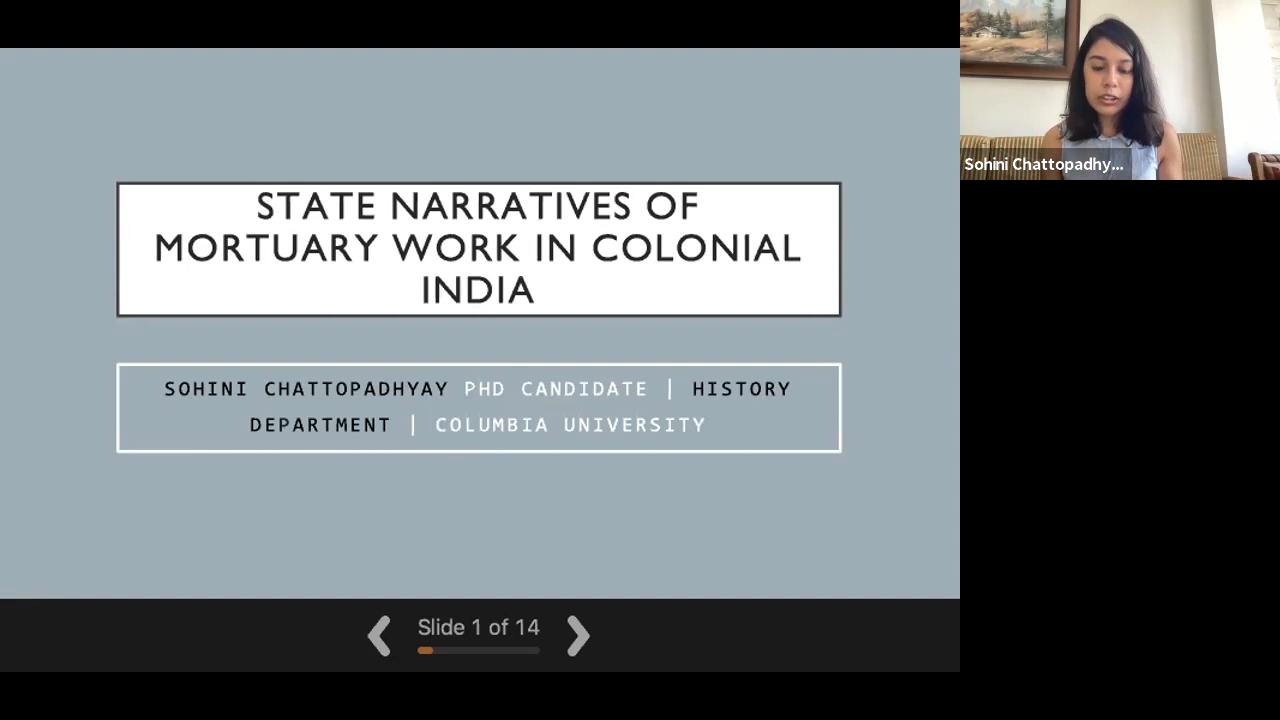 STATE NARRATIVES OF
MORTUARY WORK IN COLONIAL
INDIA
SOHINI CHATTOPADHYAY PHD CANDIDATE | HISTORY
DEPARTMENT | COLUMBIA UNIVERSITY
Slide 1 of 14
Sohini Chattopadhy...